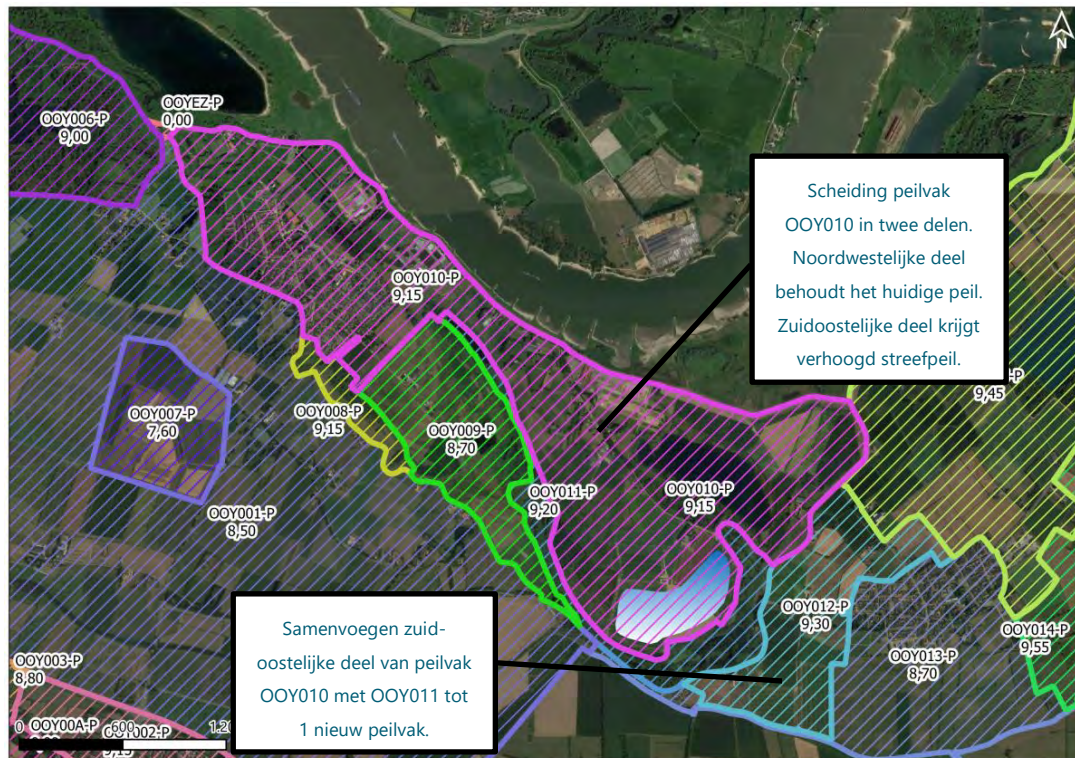 N
OOYEZ-P
0,00
OOY006-P
9,00
Scheiding peilvak
OOY010 in twee delen.
Noordwestelijke deel
behoudt het huidige peil.
Zuidoostelijke deel krijgt
verhoogd streefpeil.
OOY010-P
9,15
-P
9,45
OOY007-P
7,60
OOY008-P
9,15
OOY009-P
8,70
OOY011-P
9,20
OOY010-P
9,15
OOY001-P
8,50
OOY012-P
9,30
OOY013-P
8,70
OOY014-P
9,55
Samenvoegen zuid-
oostelijke deel van peilvak
OOY010 met OOY011 tot
1 nieuw peilvak.
OOY003-P
8,80
OOY00A-P
OOY002-P
0 600 1.20